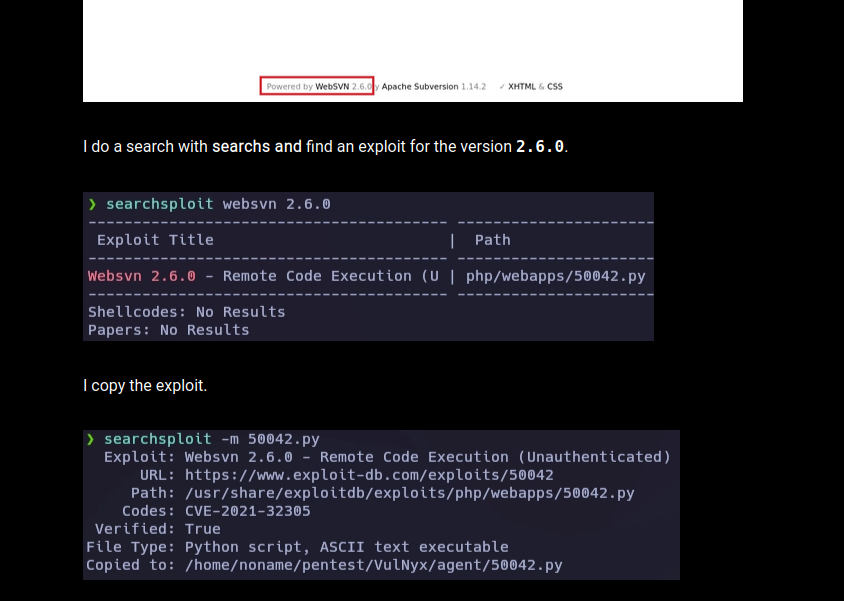 Powered by WebSVN 2.6.0 y Apache Subversion 1.14.2 ✓ XHTML & CSS
I do a search with searchs and find an exploit for the version 2.6.0.
❯ searchsploit websvn 2.6.0
---------------------------------------- ----------------------
Exploit Title | Path
---------------------------------------- ----------------------
Websvn 2.6.0 - Remote Code Execution (U | php/webapps/50042.py
---------------------------------------- ----------------------
Shellcodes: No Results
Papers: No Results
I copy the exploit.
❯ searchsploit -m 50042.py
Exploit: Websvn 2.6.0 - Remote Code Execution (Unauthenticated)
URL: https://www.exploit-db.com/exploits/50042
Path: /usr/share/exploitdb/exploits/php/webapps/50042.py
Codes: CVE-2021-32305
Verified: True
File Type: Python script, ASCII text executable
Copied to: /home/noname/pentest/VulNyx/agent/50042.py